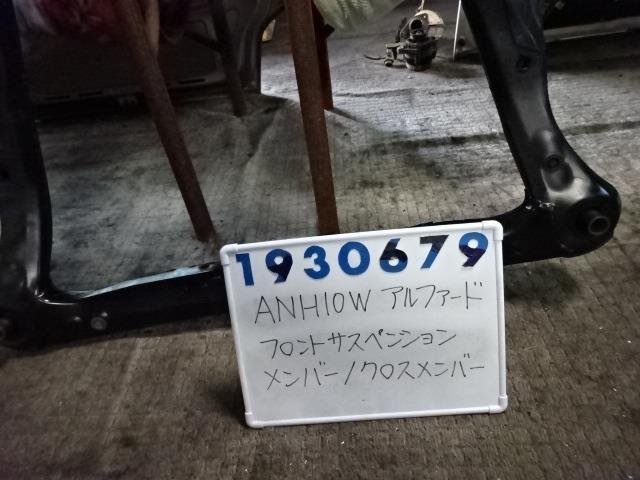 1930679
ANH10W アルファード
フロントサスペンション
メンバー/クロスメンバー